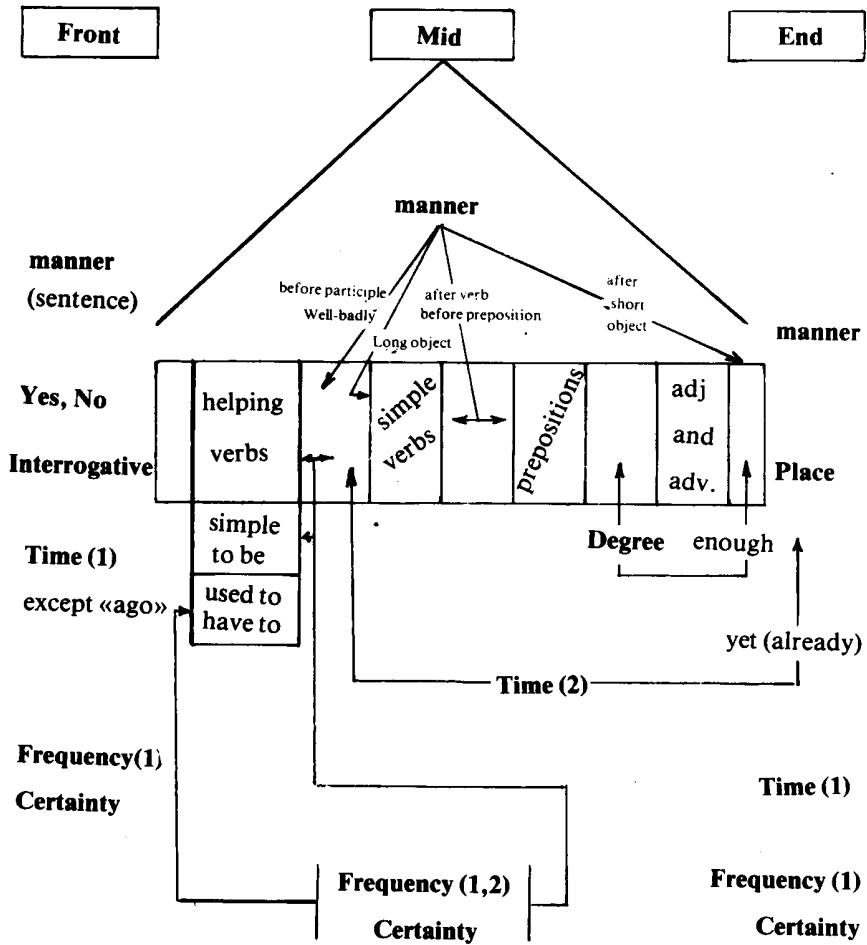 Front
Mid
End
manner
manner
(sentence)
before participle
Well-badly
Long object
after verb
before preposition
after
short
object
manner
Yes, No
Interrogative
helping
verbs
simple
verbs
prepositions
adj
and
adv.
Place
simple
to be
used to
have to
Time (1)
except «ago»
Degree
enough
yet (already)
Time (2)
Frequency(1)
Certainty
Time (1)
Frequency (1,2)
Certainty
Frequency (1)
Certainty